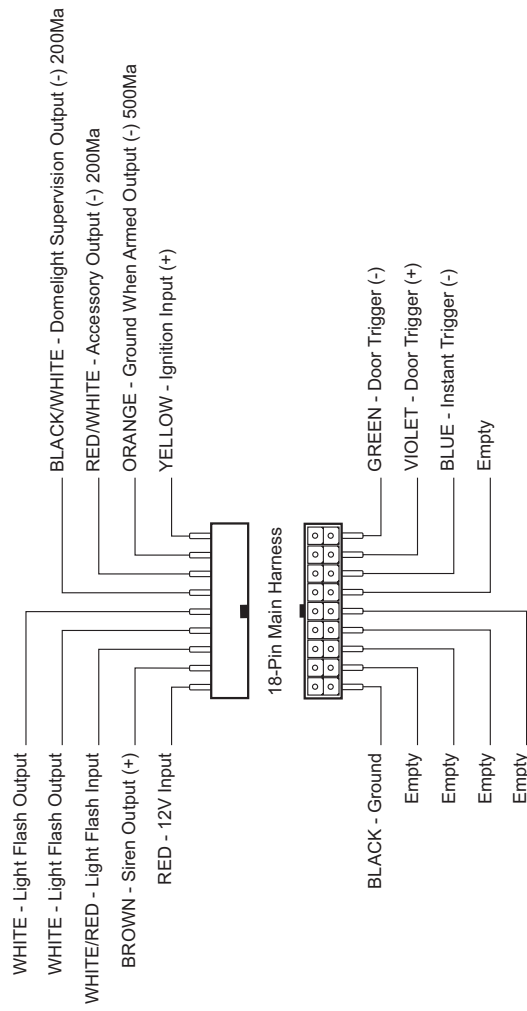 WHITE - Light Flash Output
WHITE - Light Flash Output
WHITE/RED - Light Flash Input
BROWN - Siren Output (+)
RED - 12V Input
BLACK/WHITE - Domelight Supervision Output (-) 200Ma
RED/WHITE - Accessory Output (-) 200Ma
ORANGE - Ground When Armed Output (-) 500Ma
YELLOW - Ignition Input (+)
18-Pin Main Harness
BLACK - Ground
Empty
Empty
Empty
Empty
GREEN - Door Trigger (-)
VIOLET - Door Trigger (+)
BLUE - Instant Trigger (-)
Empty